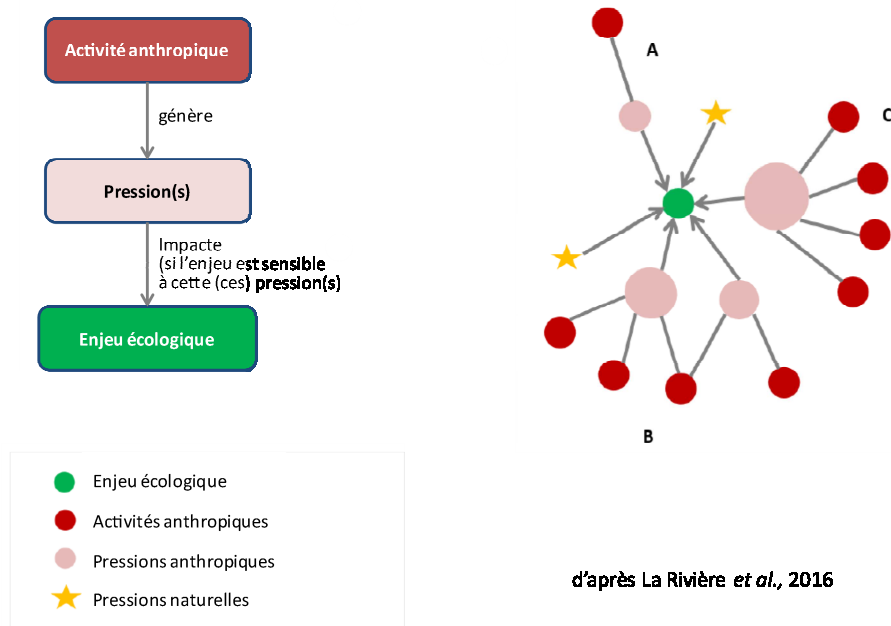 Activité anthropique
génère
Pression(s)
Impacte
(si l'enjeu est sensible
à cette (ces) pression(s)
Enjeu écologique
A
C
B
Enjeu écologique
Activités anthropiques
Pressions anthropiques
Pressions naturelles
d'après La Rivière et al., 2016